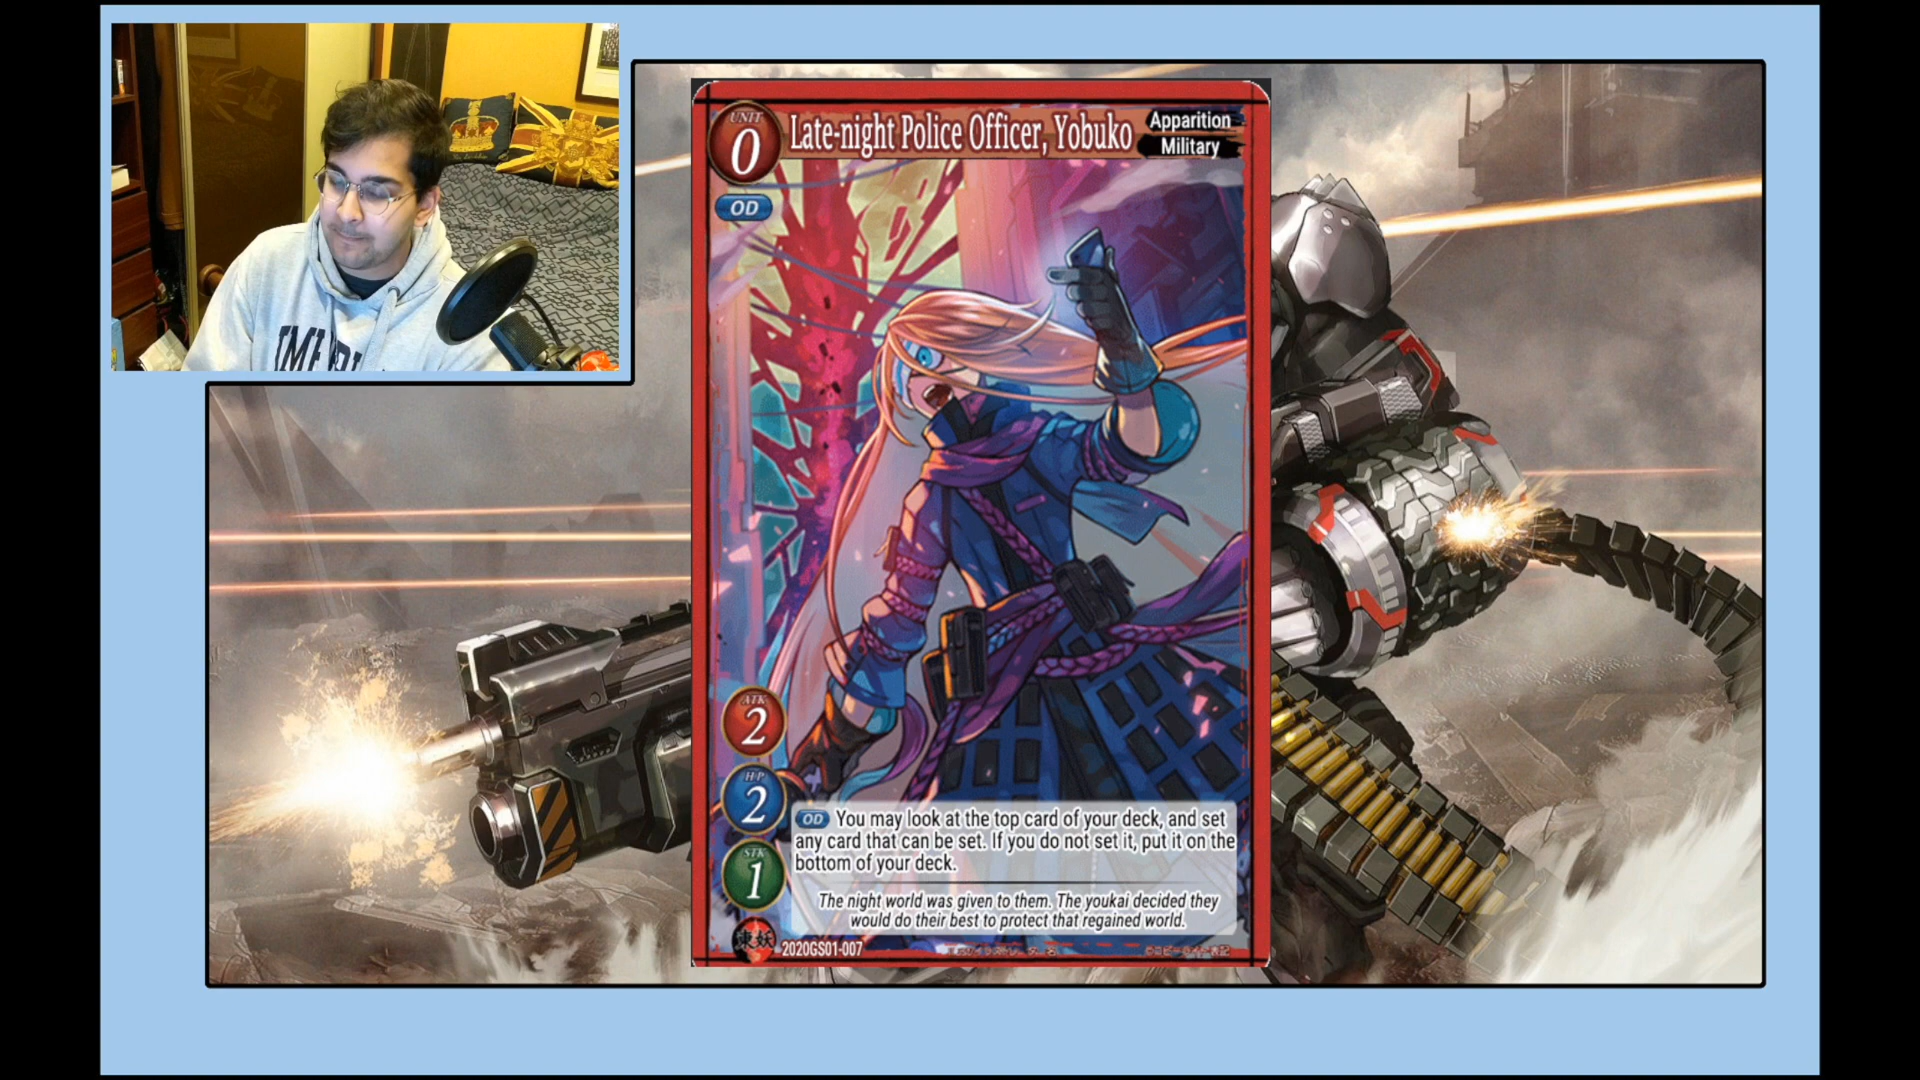 UNIT
0
Late-night Police Officer, Yobuko
Apparition
Military
OD
ATK
2
HP
2
STK
1
OD You may look at the top card of your deck, and set
any card that can be set. If you do not set it, put it on the
bottom of your deck.
The night world was given to them. The youkai decided they
would do their best to protect that regained world.
東妖
2020GS01-007